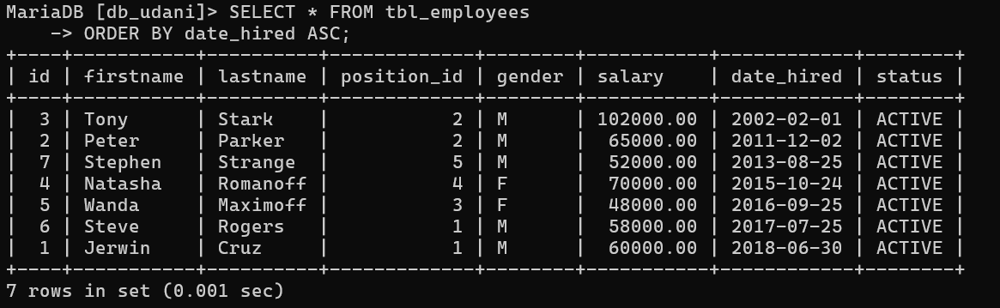 MariaDB [db_udani]> SELECT * FROM tbl_employees
    -> ORDER BY date_hired ASC;
+----+-----------+----------+-------------+--------+-----------+------------+--------+
| id | firstname | lastname | position_id | gender | salary    | date_hired | status |
+----+-----------+----------+-------------+--------+-----------+------------+--------+
|  3 | Tony      | Stark    |           2 | M      | 102000.00 | 2002-02-01 | ACTIVE |
|  2 | Peter     | Parker   |           2 | M      |  65000.00 | 2011-12-02 | ACTIVE |
|  7 | Stephen   | Strange  |           5 | M      |  52000.00 | 2013-08-25 | ACTIVE |
|  4 | Natasha   | Romanoff |           4 | F      |  70000.00 | 2015-10-24 | ACTIVE |
|  5 | Wanda     | Maximoff |           3 | F      |  48000.00 | 2016-09-25 | ACTIVE |
|  6 | Steve     | Rogers   |           1 | M      |  58000.00 | 2017-07-25 | ACTIVE |
|  1 | Jerwin    | Cruz     |           1 | M      |  60000.00 | 2018-06-30 | ACTIVE |
+----+-----------+----------+-------------+--------+-----------+------------+--------+
7 rows in set (0.001 sec)